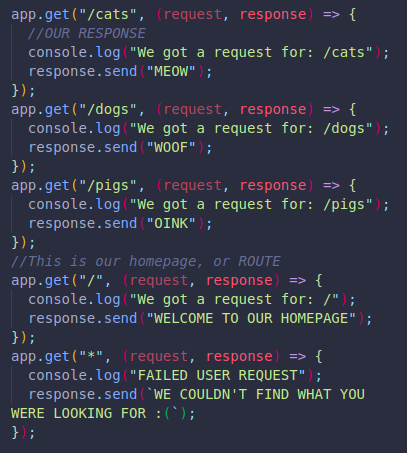 app.get("/cats", (request, response) => {
  //OUR RESPONSE
  console.log("We got a request for: /cats");
  response.send("MEOW");
});
app.get("/dogs", (request, response) => {
  console.log("We got a request for: /dogs");
  response.send("WOOF");
});
app.get("/pigs", (request, response) => {
  console.log("We got a request for: /pigs");
  response.send("OINK");
});
//This is our homepage, or ROUTE
app.get("/", (request, response) => {
  console.log("We got a request for: /");
  response.send("WELCOME TO OUR HOMEPAGE");
});
app.get("*", (request, response) => {
  console.log("FAILED USER REQUEST");
  response.send(`WE COULDN'T FIND WHAT YOU
WERE LOOKING FOR :(`);
});